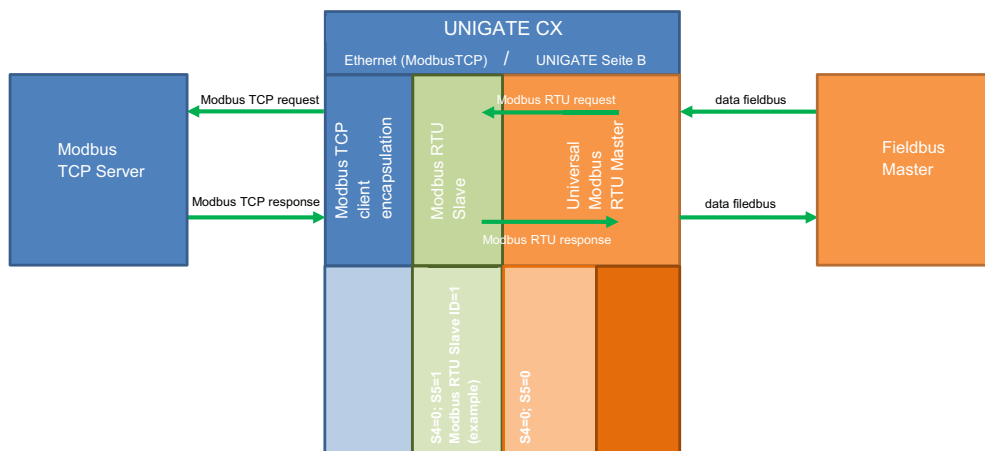 UNIGATE CX
Ethernet (ModbusTCP) / UNIGATE Seite B
Modbus TCP request
Modbus RTU request
data fieldbus
Modbus
TCP Server
Modbus TCP
client
encapsulation
Modbus RTU
Slave
Universal
Modbus
RTU Master
Fieldbus
Master
Modbus TCP response
Modbus RTU response
data filedbus
S4=0; S5=1
Modbus RTU Slave ID=1
(example)
S4=0; S5=0